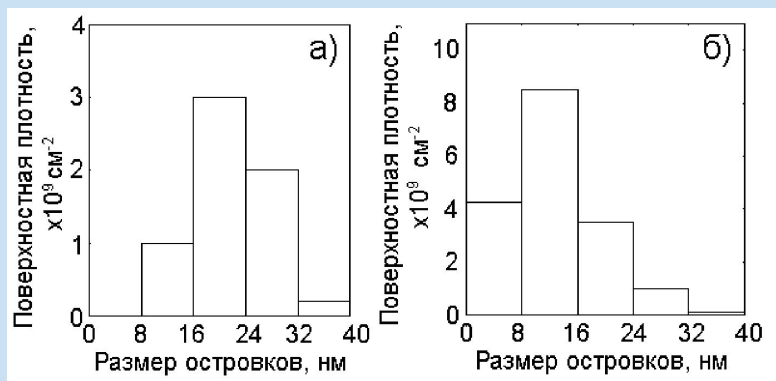 а)
Поверхностная плотность,
x10⁹ см⁻²
4
3
2
1
0
0 8 16 24 32 40
Размер островков, нм
б)
Поверхностная плотность,
x10⁹ см⁻²
10
8
6
4
2
0
0 8 16 24 32 40
Размер островков, нм